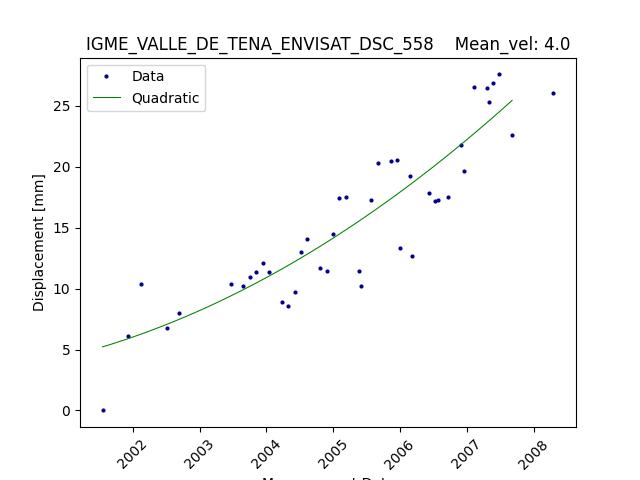 IGME_VALLE_DE_TENA_ENVISAT_DSC_558 Mean_vel: 4.0
Data
Quadratic
Displacement [mm]
25
20
15
10
5
0
2002 2003 2004 2005 2006 2007 2008